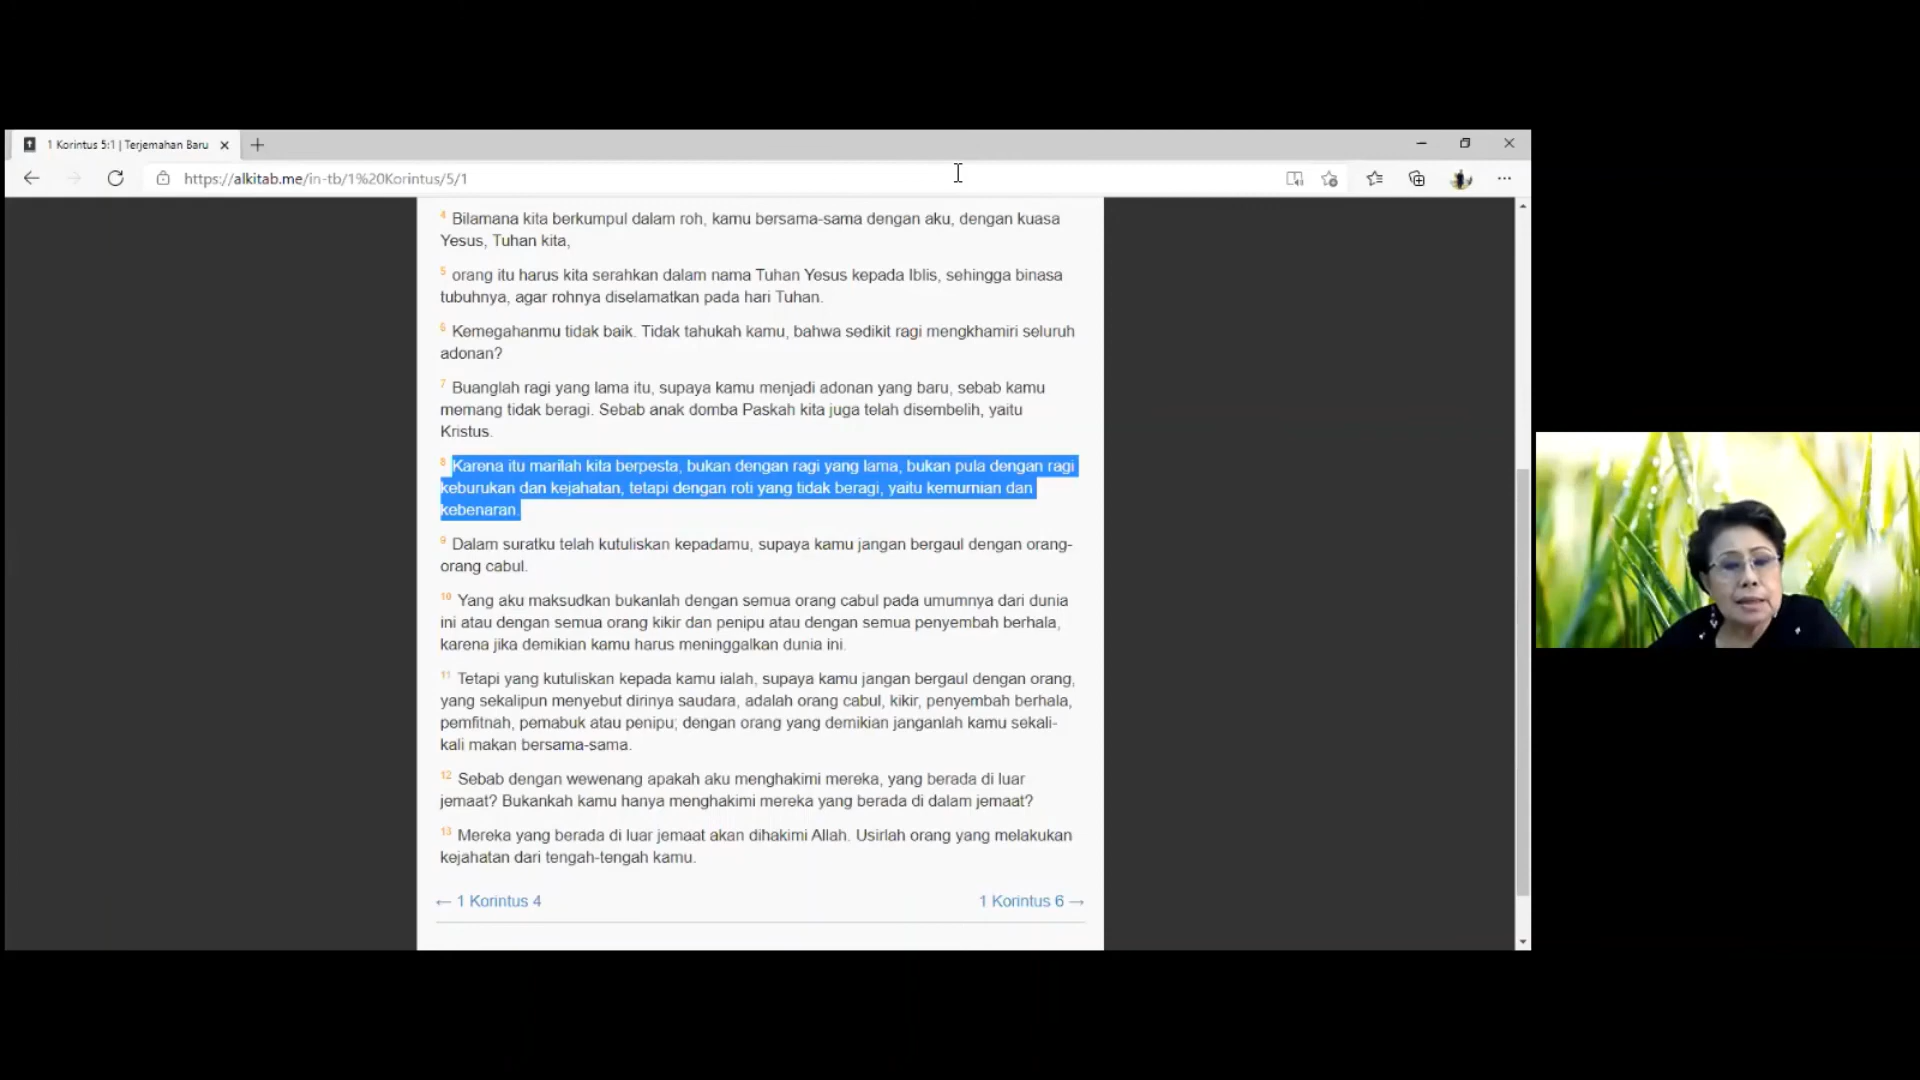 1 Korintus 5:1 | Terjemahan Baru
https://alkitab.me/in-tb/1%20Korintus/5/1
4 Bilamana kita berkumpul dalam roh, kamu bersama-sama dengan aku, dengan kuasa
Yesus, Tuhan kita,
5 orang itu harus kita serahkan dalam nama Tuhan Yesus kepada Iblis, sehingga binasa
tubuhnya, agar rohnya diselamatkan pada hari Tuhan.
6 Kemegahanmu tidak baik. Tidak tahukah kamu, bahwa sedikit ragi mengkhamiri seluruh
adonan?
7 Buanglah ragi yang lama itu, supaya kamu menjadi adonan yang baru, sebab kamu
memang tidak beragi. Sebab anak domba Paskah kita juga telah disembelih, yaitu
Kristus.
8 Karena itu marilah kita berpesta, bukan dengan ragi yang lama, bukan pula dengan ragi
keburukan dan kejahatan, tetapi dengan roti yang tidak beragi, yaitu kemurnian dan
kebenaran.
9 Dalam suratku telah kutuliskan kepadamu, supaya kamu jangan bergaul dengan orang-
orang cabul.
10 Yang aku maksudkan bukanlah dengan semua orang cabul pada umumnya dari dunia
ini atau dengan semua orang kikir dan penipu atau dengan semua penyembah berhala,
karena jika demikian kamu harus meninggalkan dunia ini.
11 Tetapi yang kutuliskan kepada kamu ialah, supaya kamu jangan bergaul dengan orang,
yang sekalipun menyebut dirinya saudara, adalah orang cabul, kikir, penyembah berhala,
pemfitnah, pemabuk atau penipu; dengan orang yang demikian janganlah kamu sekali-
kali makan bersama-sama.
12 Sebab dengan wewenang apakah aku menghakimi mereka, yang berada di luar
jemaat? Bukankah kamu hanya menghakimi mereka yang berada di dalam jemaat?
13 Mereka yang berada di luar jemaat akan dihakimi Allah. Usirlah orang yang melakukan
kejahatan dari tengah-tengah kamu.
← 1 Korintus 4
1 Korintus 6 →